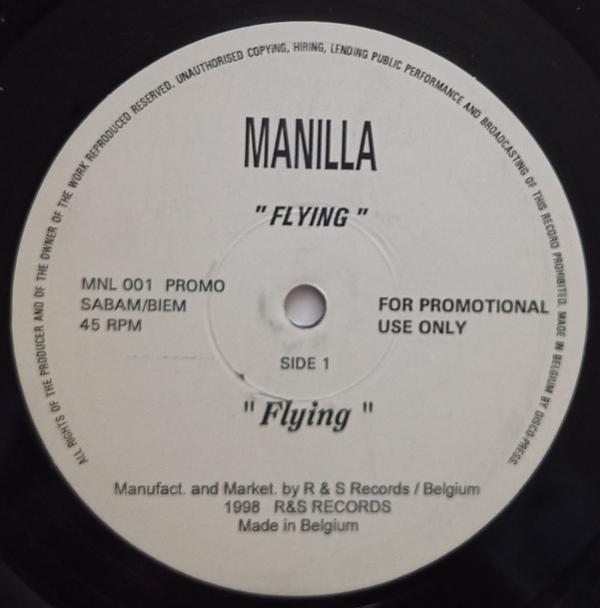 ALL RIGHTS OF THE PRODUCER AND OF THE OWNER OF THE WORK REPRODUCED RESERVED. UNAUTHORISED COPYING, HIRING, LENDING PUBLIC PERFORMANCE AND BROADCASTING OF THIS RECORD PROHIBITED. MADE IN BELGIUM BY DISCO-PRESS.
MANILLA
" FLYING "
MNL 001 PROMO
SABAM/BIEM
45 RPM
FOR PROMOTIONAL
USE ONLY
SIDE 1
" Flying "
Manufact. and Market. by R & S Records / Belgium
1998 R&S RECORDS
Made in Belgium